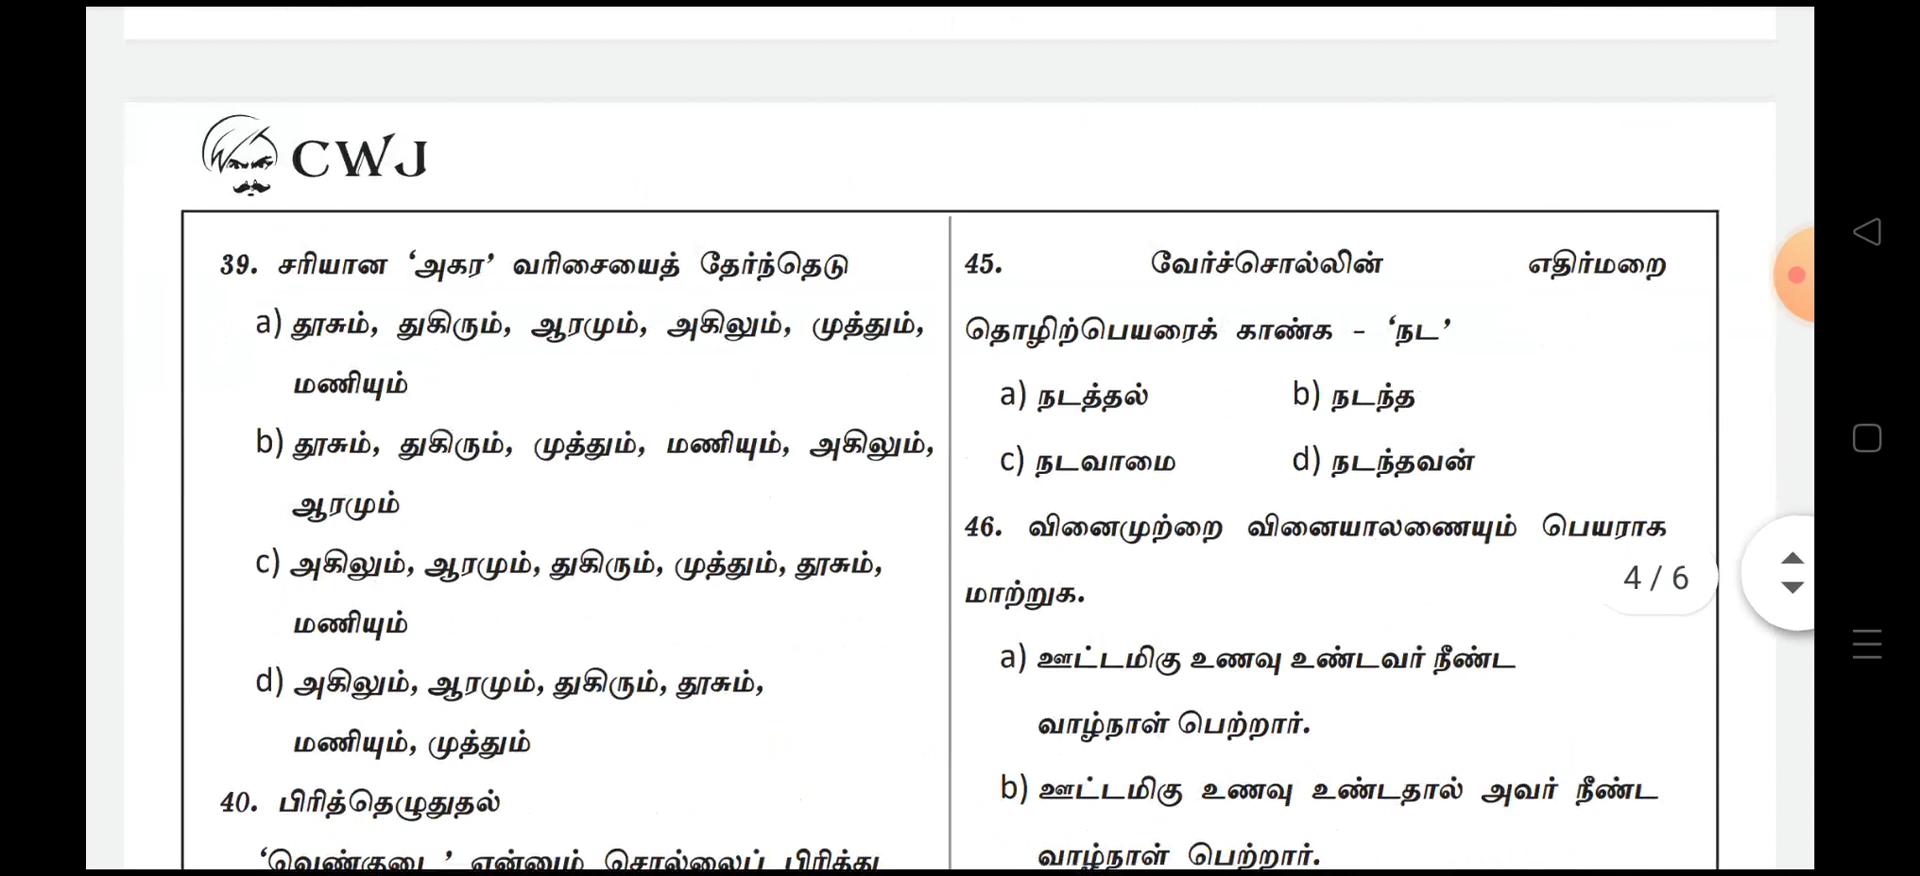 CWJ
39. சரியான ‘அகர’ வரிசையைத் தேர்ந்தெடு
a) தூசும், துகிரும், ஆரமும், அகிலும், முத்தும்,
மணியும்
b) தூசும், துகிரும், முத்தும், மணியும், அகிலும்,
ஆரமும்
c) அகிலும், ஆரமும், துகிரும், முத்தும், தூசும்,
மணியும்
d) அகிலும், ஆரமும், துகிரும், தூசும்,
மணியும், முத்தும்
40. பிரித்தெழுதுதல்
‘வெண்குடை’ என்னும் சொல்லைப் பிரித்து
45. வேர்ச்சொல்லின் எதிர்மறை
தொழிற்பெயரைக் காண்க - ‘நட’
a) நடத்தல் b) நடந்த
c) நடவாமை d) நடந்தவன்
46. வினைமுற்றை வினையாலணையும் பெயராக
மாற்றுக.
a) ஊட்டமிகு உணவு உண்டவர் நீண்ட
வாழ்நாள் பெற்றார்.
b) ஊட்டமிகு உணவு உண்டதால் அவர் நீண்ட
வாழ்நாள் பெற்றார்.
4 / 6